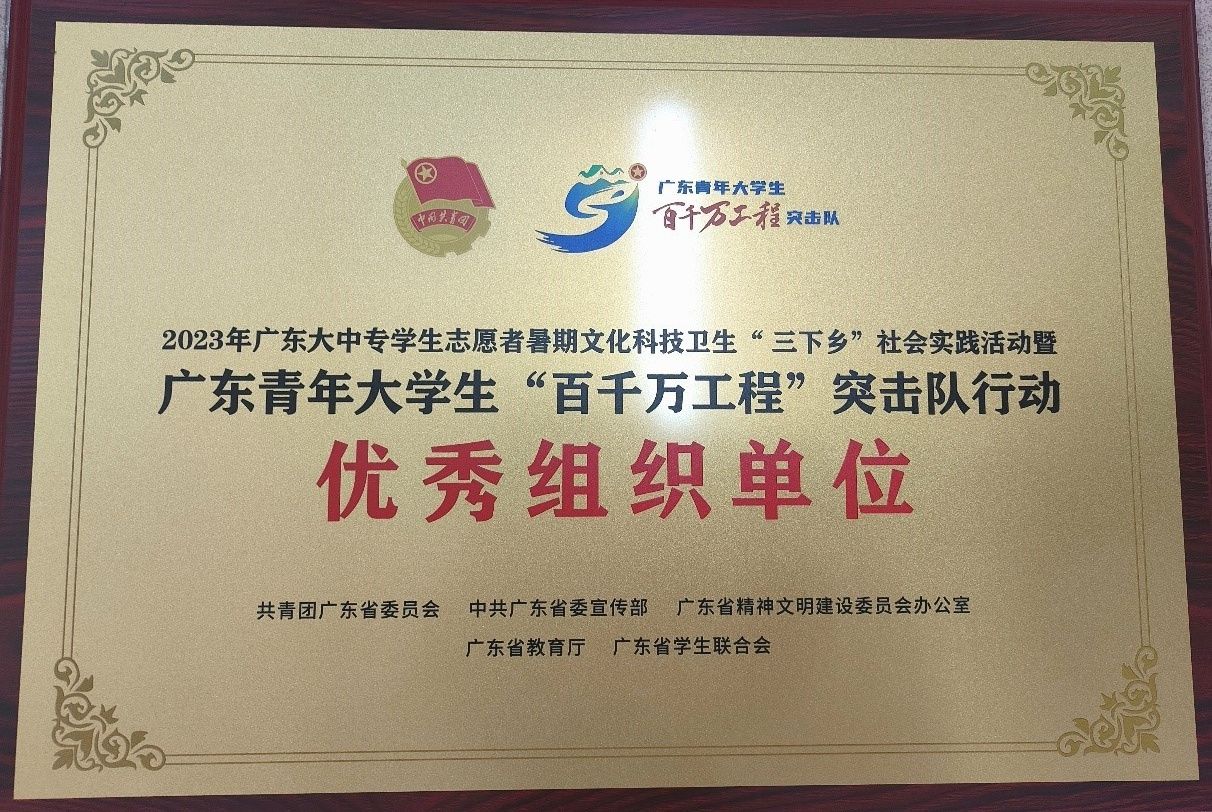 中国共青团
广东青年大学生
百千万工程 突击队
2023年广东大中专学生志愿者暑期文化科技卫生“三下乡”社会实践活动暨
广东青年大学生“百千万工程”突击队行动
优秀组织单位
共青团广东省委员会 中共广东省委宣传部 广东省精神文明建设委员会办公室
广东省教育厅 广东省学生联合会